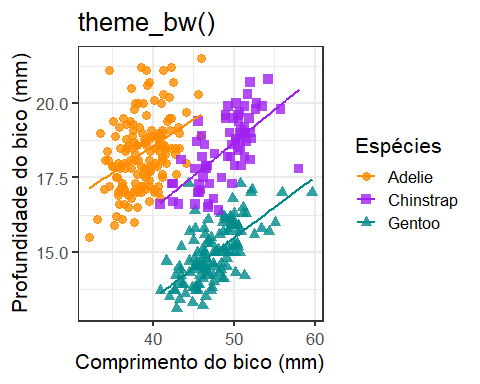 theme_bw()
Profundidade do bico (mm)
20.0
17.5
15.0
40
50
60
Comprimento do bico (mm)
Espécies
Adelie
Chinstrap
Gentoo